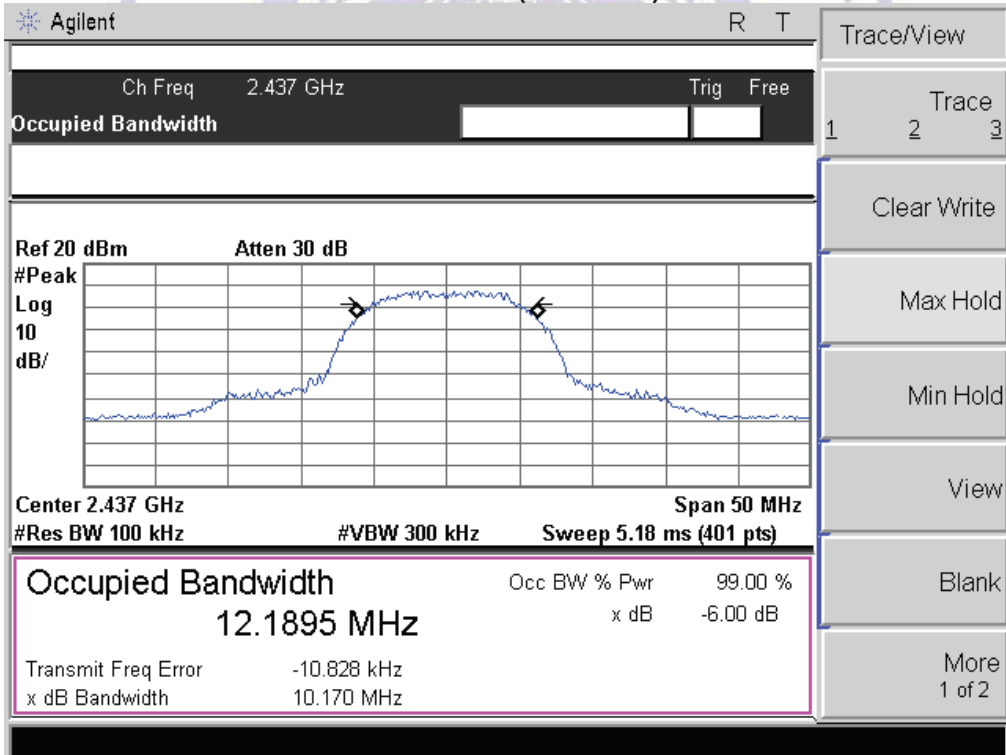 Agilent
R T
Trace/View
Ch Freq 2.437 GHz
Trig Free
Occupied Bandwidth
Trace
1 2 3
Clear Write
Max Hold
Min Hold
View
Blank
More
1 of 2
Ref 20 dBm Atten 30 dB
#Peak
Log
10
dB/
Center 2.437 GHz Span 50 MHz
#Res BW 100 kHz #VBW 300 kHz Sweep 5.18 ms (401 pts)
Occupied Bandwidth
12.1895 MHz
Occ BW % Pwr 99.00 %
x dB -6.00 dB
Transmit Freq Error -10.828 kHz
x dB Bandwidth 10.170 MHz